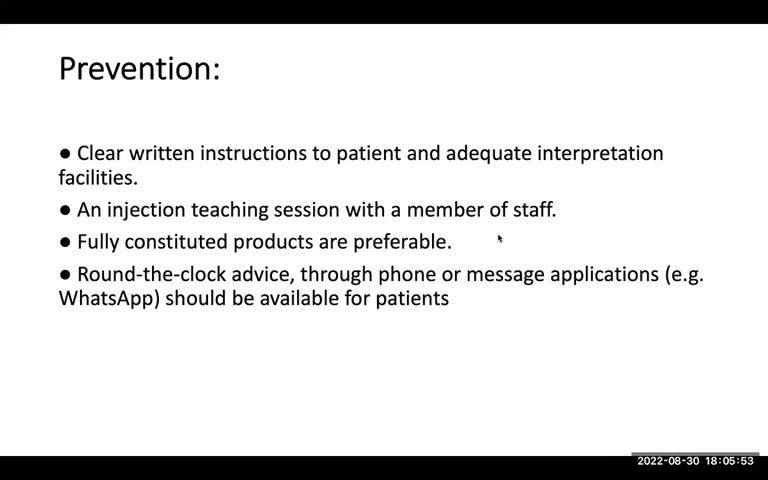 Prevention:
● Clear written instructions to patient and adequate interpretation
facilities.
● An injection teaching session with a member of staff.
● Fully constituted products are preferable.
● Round-the-clock advice, through phone or message applications (e.g.
WhatsApp) should be available for patients
2022-08-30 18:05:53